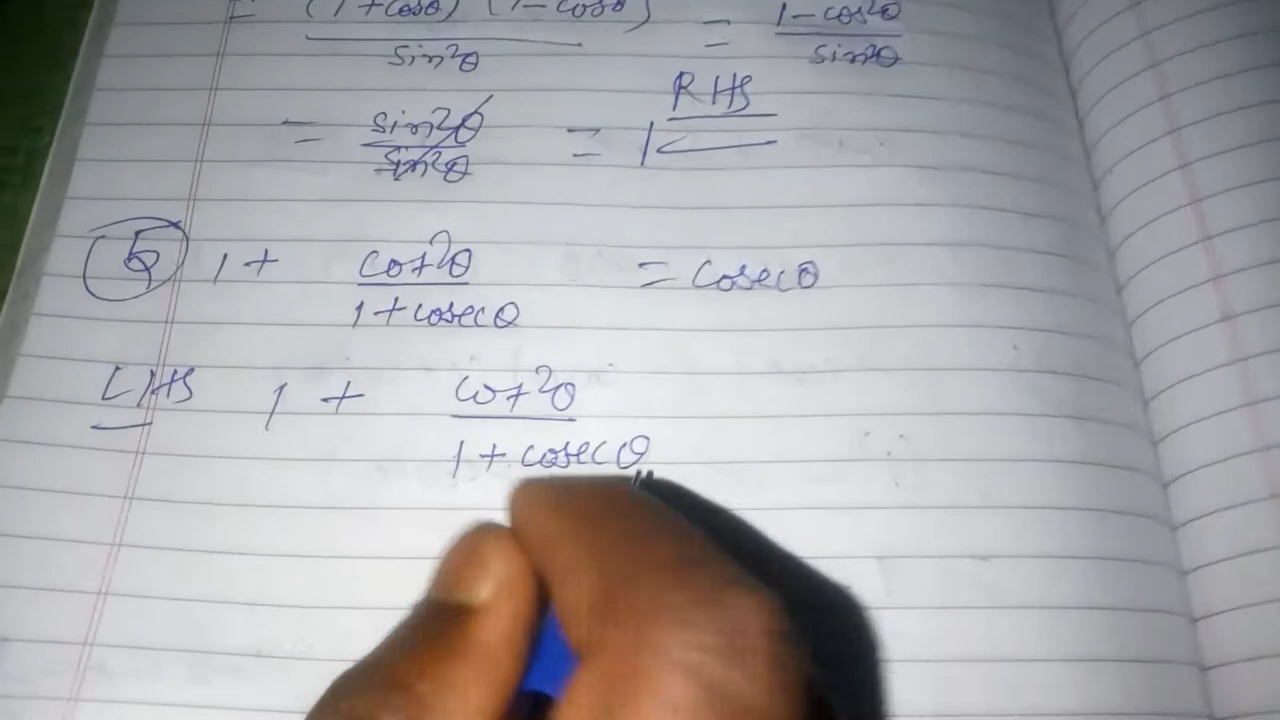 = (1+cosθ) (1-cosθ) / sin²θ = 1-cos²θ / sin²θ
RHS
= sin²θ / sin²θ = 1
5 1 + cot²θ / 1+cosecθ = cosecθ
LHS 1 + cot²θ / 1+cosecθ